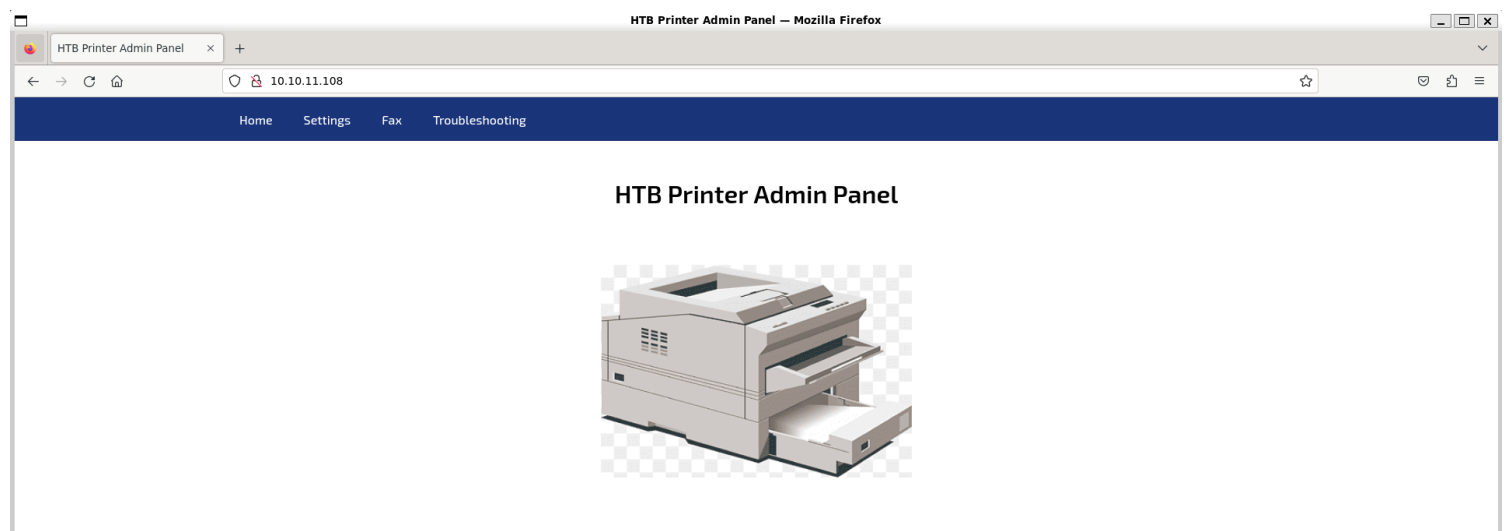 HTB Printer Admin Panel — Mozilla Firefox
HTB Printer Admin Panel
10.10.11.108
Home Settings Fax Troubleshooting
HTB Printer Admin Panel